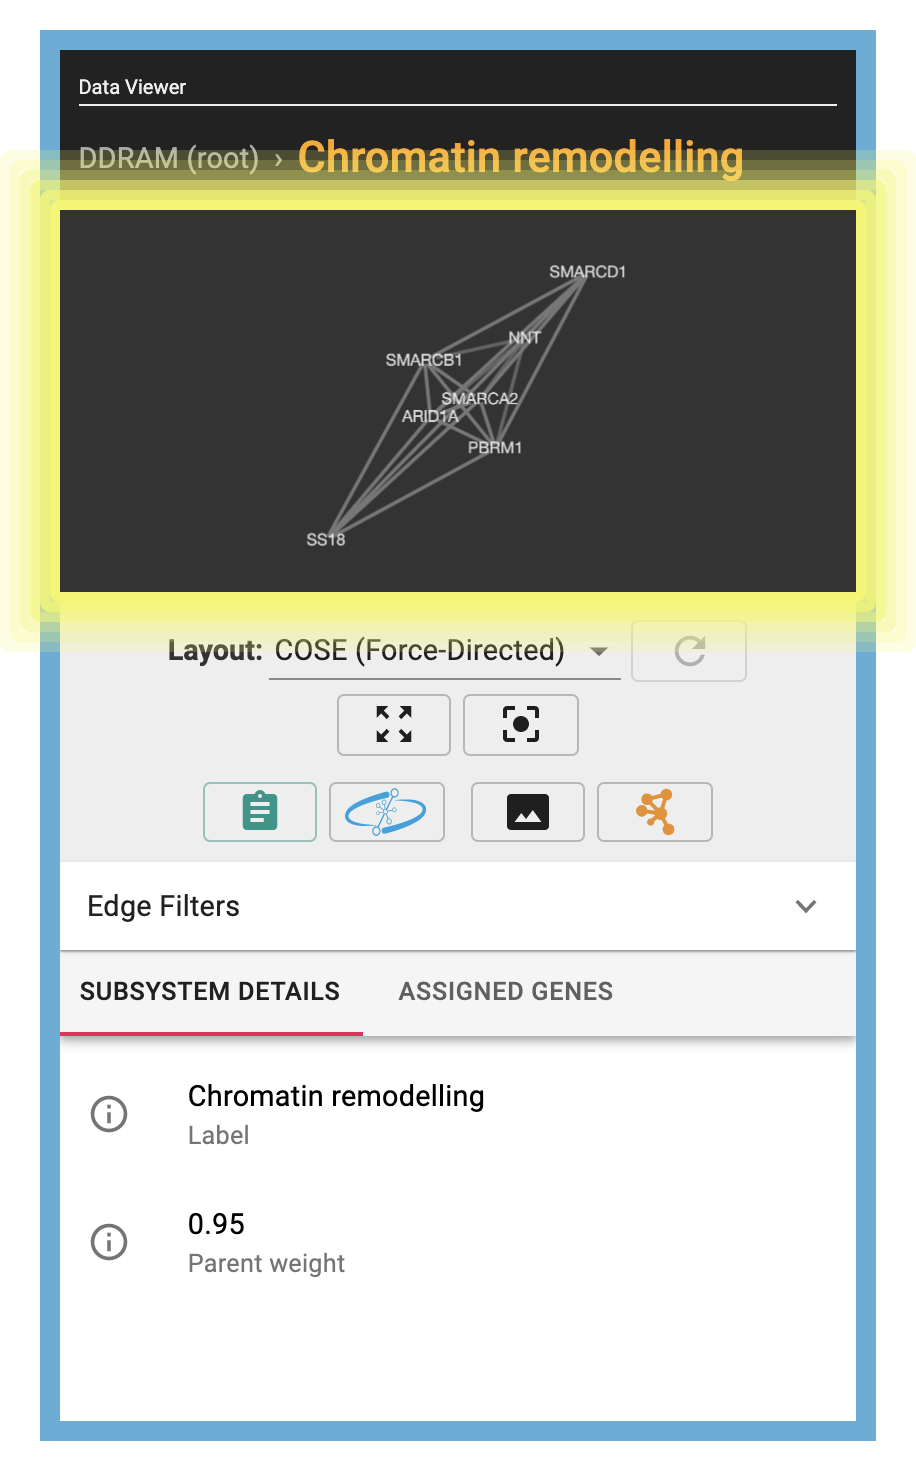 Data Viewer
DDRAM (root) › Chromatin remodelling
SMARCD1
NNT
SMARCB1
SMARCA2
ARID1A
PBRM1
SS18
Layout: COSE (Force-Directed)
Edge Filters
SUBSYSTEM DETAILS ASSIGNED GENES
Chromatin remodelling
Label
0.95
Parent weight